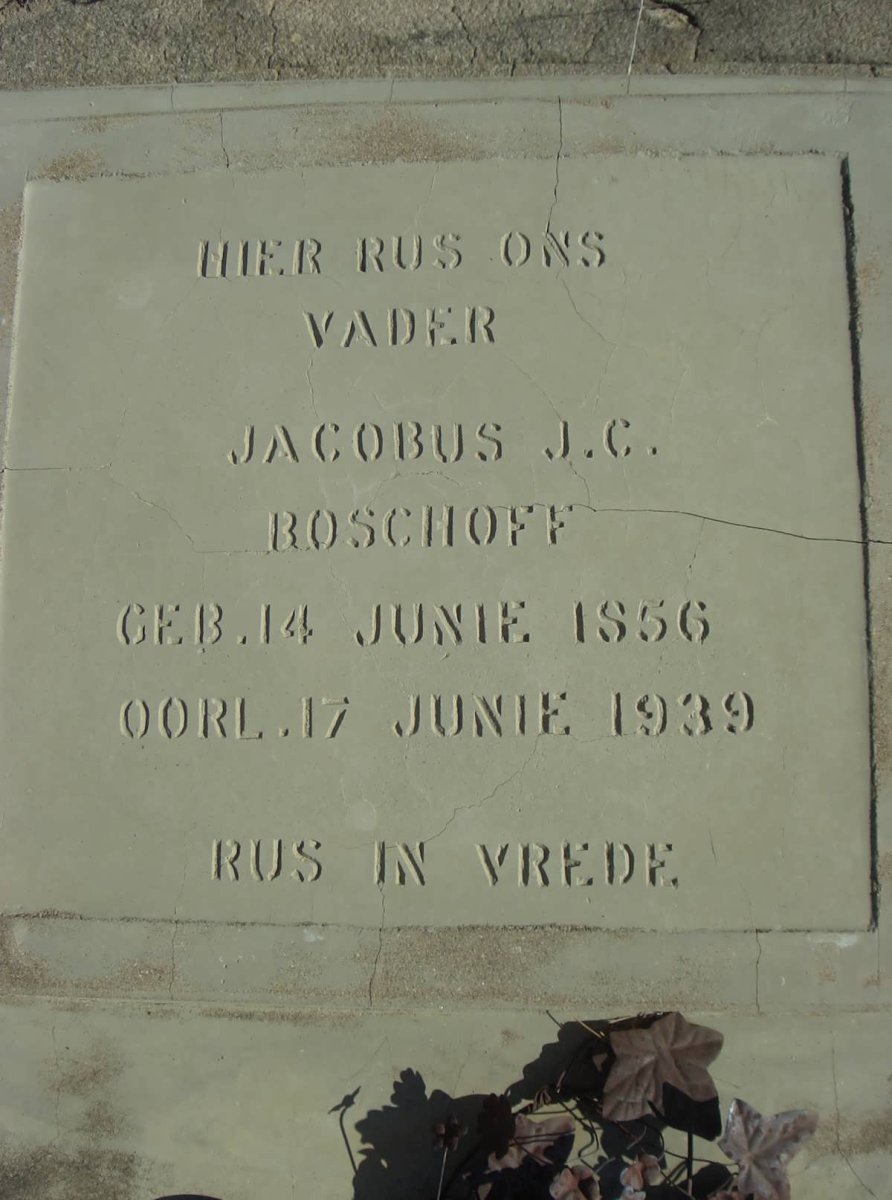 HIER RUS ONS
VADER
JACOBUS J.C.
BOSCHOFF
GEB.14 JUNIE 1856
OORL.17 JUNIE 1939
RUS IN VREDE